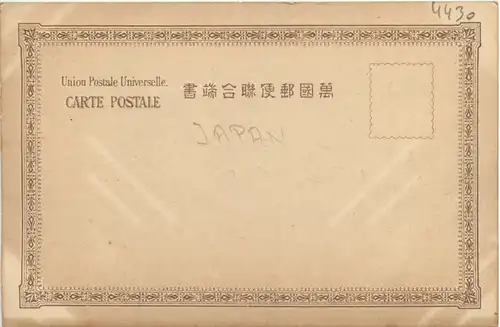 4430
Union Postale Universelle.
CARTE POSTALE
書端合聯便郵國萬
JAPAN